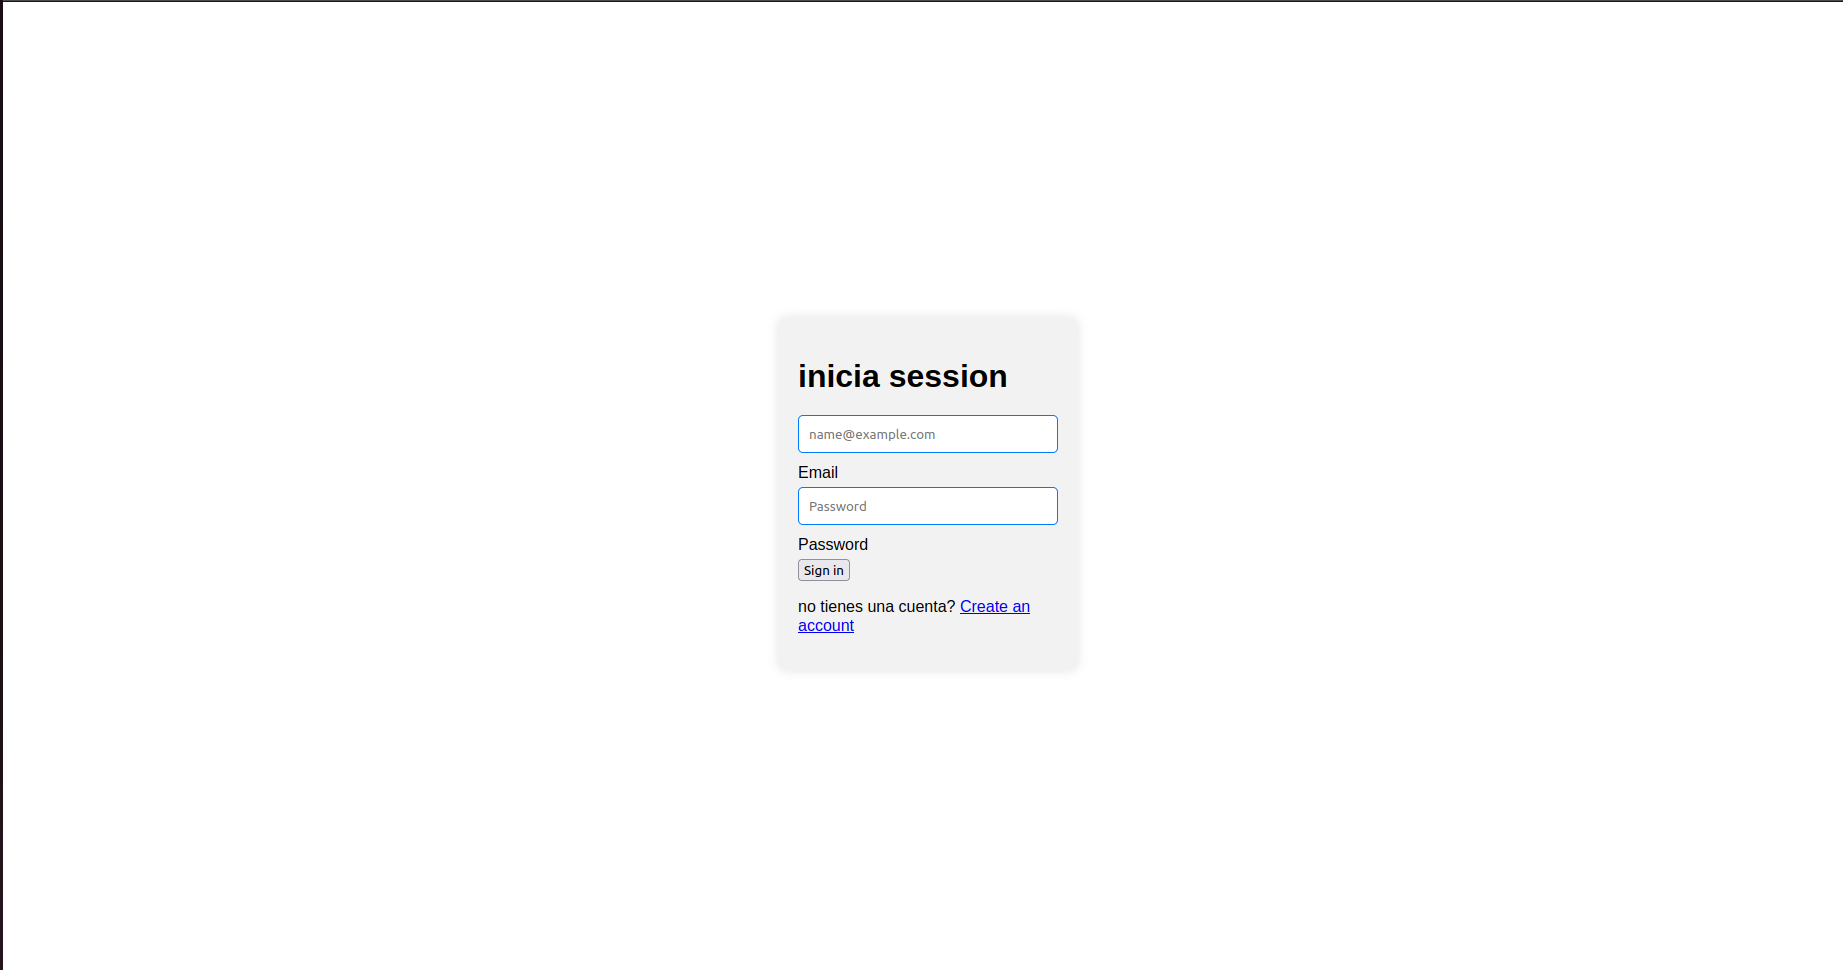 inicia session
name@example.com
Email
Password
Password
Sign in
no tienes una cuenta? Create an
account